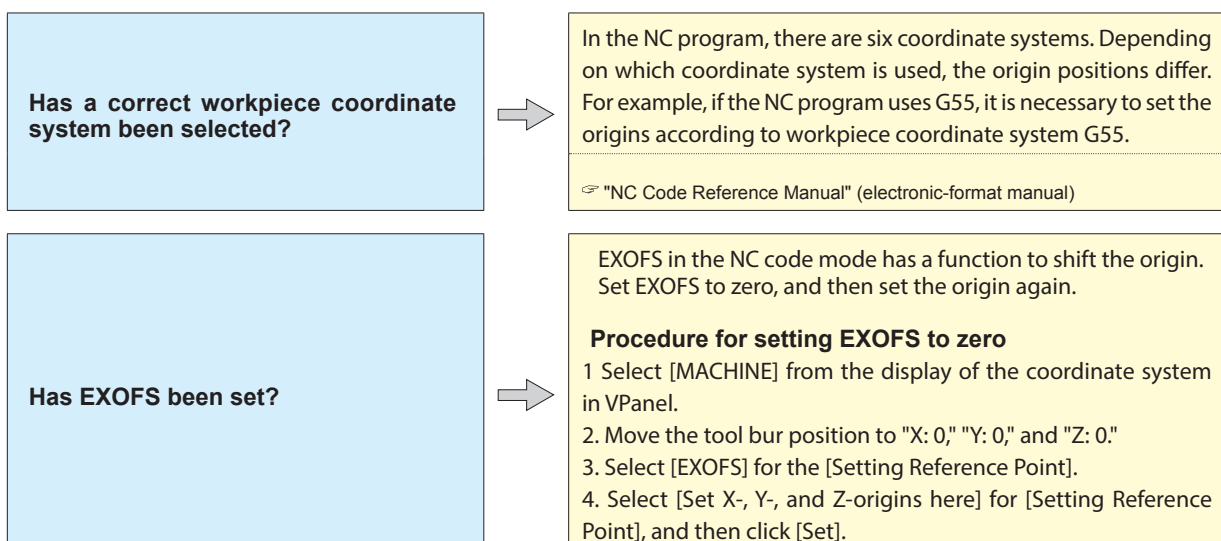 Has a correct workpiece coordinate
system been selected?
In the NC program, there are six coordinate systems. Depending
on which coordinate system is used, the origin positions differ.
For example, if the NC program uses G55, it is necessary to set the
origins according to workpiece coordinate system G55.
☞ "NC Code Reference Manual" (electronic-format manual)
Has EXOFS been set?
EXOFS in the NC code mode has a function to shift the origin.
Set EXOFS to zero, and then set the origin again.
Procedure for setting EXOFS to zero
1 Select [MACHINE] from the display of the coordinate system
in VPanel.
2. Move the tool bur position to "X: 0," "Y: 0," and "Z: 0."
3. Select [EXOFS] for the [Setting Reference Point].
4. Select [Set X-, Y-, and Z-origins here] for [Setting Reference
Point], and then click [Set].